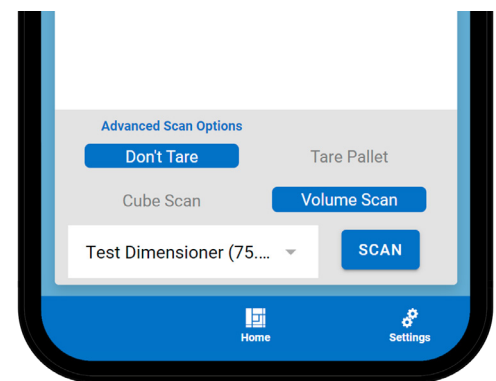 Advanced Scan Options
Don't Tare Tare Pallet
Cube Scan Volume Scan
Test Dimensioner (75.... SCAN
Home Settings